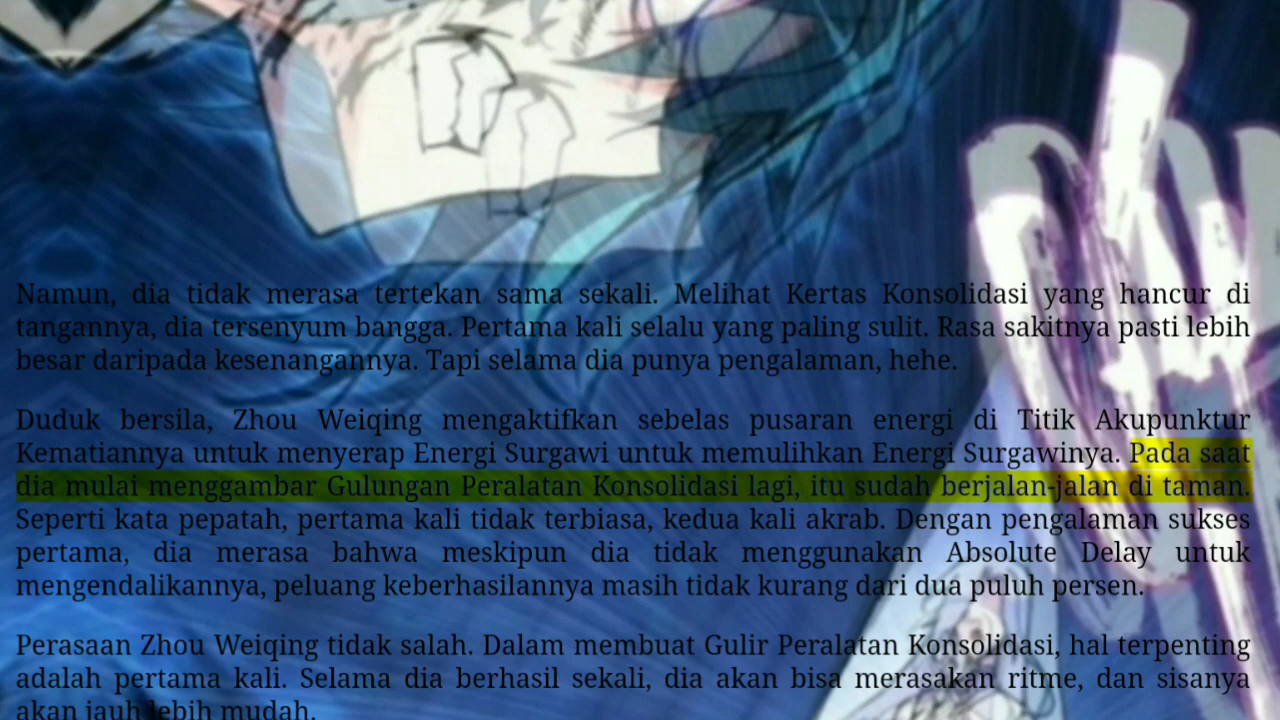 Namun, dia tidak merasa tertekan sama sekali. Melihat Kertas Konsolidasi yang hancur di
tangannya, dia tersenyum bangga. Pertama kali selalu yang paling sulit. Rasa sakitnya pasti lebih
besar daripada kesenangannya. Tapi selama dia punya pengalaman, hehe.
Duduk bersila, Zhou Weiqing mengaktifkan sebelas pusaran energi di Titik Akupunktur
Kematiannya untuk menyerap Energi Surgawi untuk memulihkan Energi Surgawinya. Pada saat
dia mulai menggambar Gulungan Peralatan Konsolidasi lagi, itu sudah berjalan-jalan di taman.
Seperti kata pepatah, pertama kali tidak terbiasa, kedua kali akrab. Dengan pengalaman sukses
pertama, dia merasa bahwa meskipun dia tidak menggunakan Absolute Delay untuk
mengendalikannya, peluang keberhasilannya masih tidak kurang dari dua puluh persen.
Perasaan Zhou Weiqing tidak salah. Dalam membuat Gulir Peralatan Konsolidasi, hal terpenting
adalah pertama kali. Selama dia berhasil sekali, dia akan bisa merasakan ritme, dan sisanya
akan jauh lebih mudah.